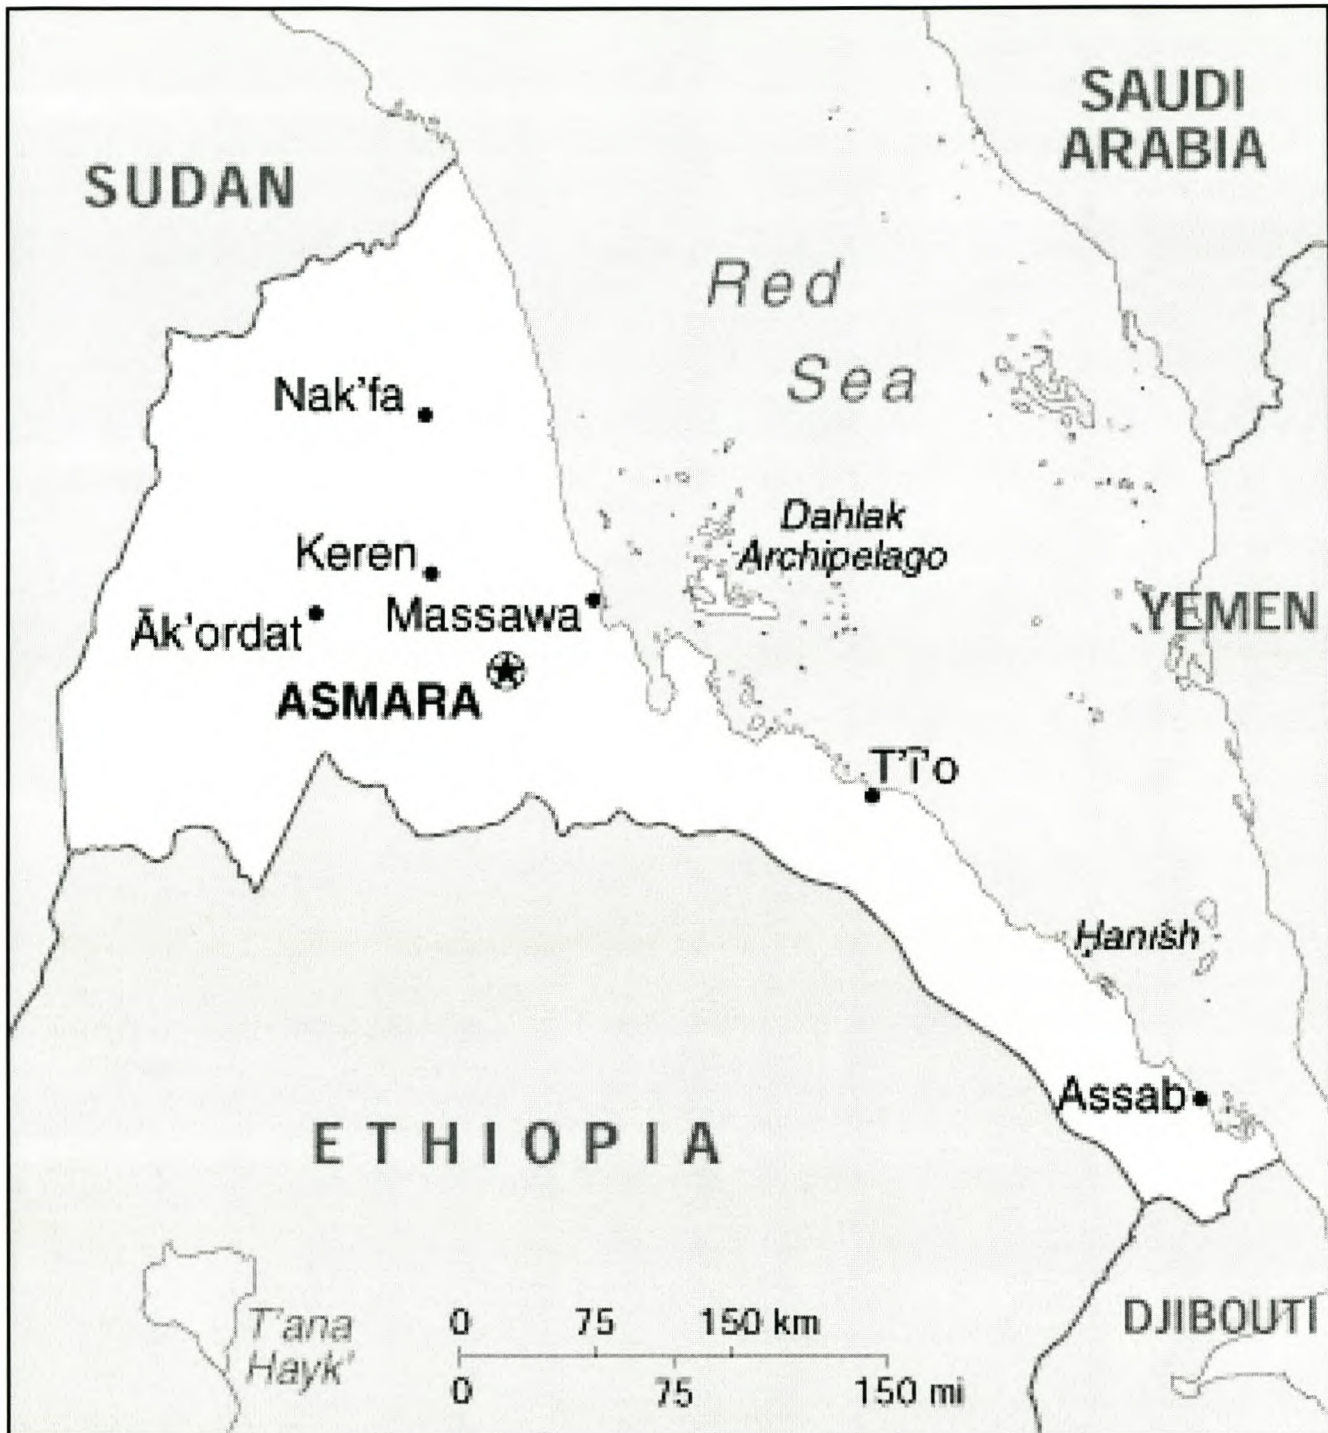 SAUDI
ARABIA
SUDAN
Red
Sea
Nak'fa
Dahlak
Archipelago
Keren
Massawa
Āk'ordat
YEMEN
ASMARA
T'ī'o
Ḥanīsh
Assab
ETHIOPIA
T'ana
Hayk'
0 75 150 km
0 75 150 mi
DJIBOUTI